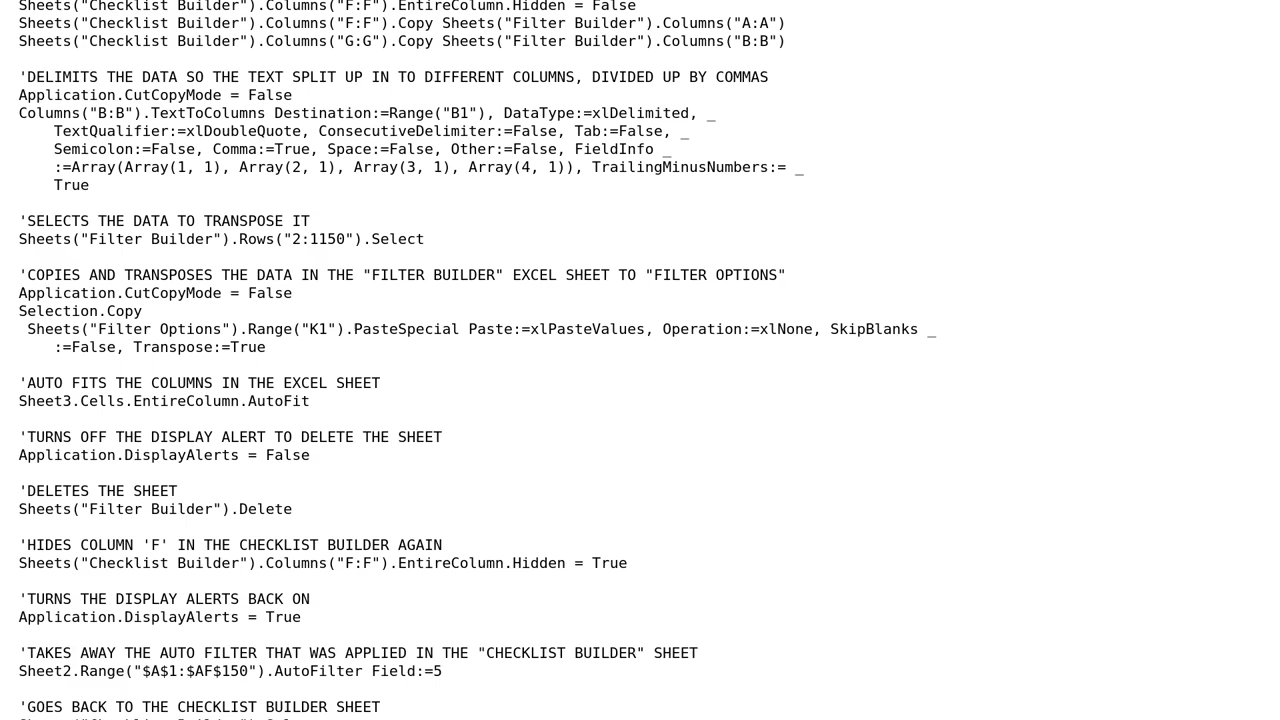 Sheets("Checklist Builder").Columns("F:F").EntireColumn.Hidden = False
Sheets("Checklist Builder").Columns("F:F").Copy Sheets("Filter Builder").Columns("A:A")
Sheets("Checklist Builder").Columns("G:G").Copy Sheets("Filter Builder").Columns("B:B")

'DELIMITS THE DATA SO THE TEXT SPLIT UP IN TO DIFFERENT COLUMNS, DIVIDED UP BY COMMAS
Application.CutCopyMode = False
Columns("B:B").TextToColumns Destination:=Range("B1"), DataType:=xlDelimited, _
    TextQualifier:=xlDoubleQuote, ConsecutiveDelimiter:=False, Tab:=False, _
    Semicolon:=False, Comma:=True, Space:=False, Other:=False, FieldInfo _
    :=Array(Array(1, 1), Array(2, 1), Array(3, 1), Array(4, 1)), TrailingMinusNumbers:= _
    True

'SELECTS THE DATA TO TRANSPOSE IT
Sheets("Filter Builder").Rows("2:1150").Select

'COPIES AND TRANSPOSES THE DATA IN THE "FILTER BUILDER" EXCEL SHEET TO "FILTER OPTIONS"
Application.CutCopyMode = False
Selection.Copy
 Sheets("Filter Options").Range("K1").PasteSpecial Paste:=xlPasteValues, Operation:=xlNone, SkipBlanks _
    :=False, Transpose:=True

'AUTO FITS THE COLUMNS IN THE EXCEL SHEET
Sheet3.Cells.EntireColumn.AutoFit

'TURNS OFF THE DISPLAY ALERT TO DELETE THE SHEET
Application.DisplayAlerts = False

'DELETES THE SHEET
Sheets("Filter Builder").Delete

'HIDES COLUMN 'F' IN THE CHECKLIST BUILDER AGAIN
Sheets("Checklist Builder").Columns("F:F").EntireColumn.Hidden = True

'TURNS THE DISPLAY ALERTS BACK ON
Application.DisplayAlerts = True

'TAKES AWAY THE AUTO FILTER THAT WAS APPLIED IN THE "CHECKLIST BUILDER" SHEET
Sheet2.Range("$A$1:$AF$150").AutoFilter Field:=5

'GOES BACK TO THE CHECKLIST BUILDER SHEET